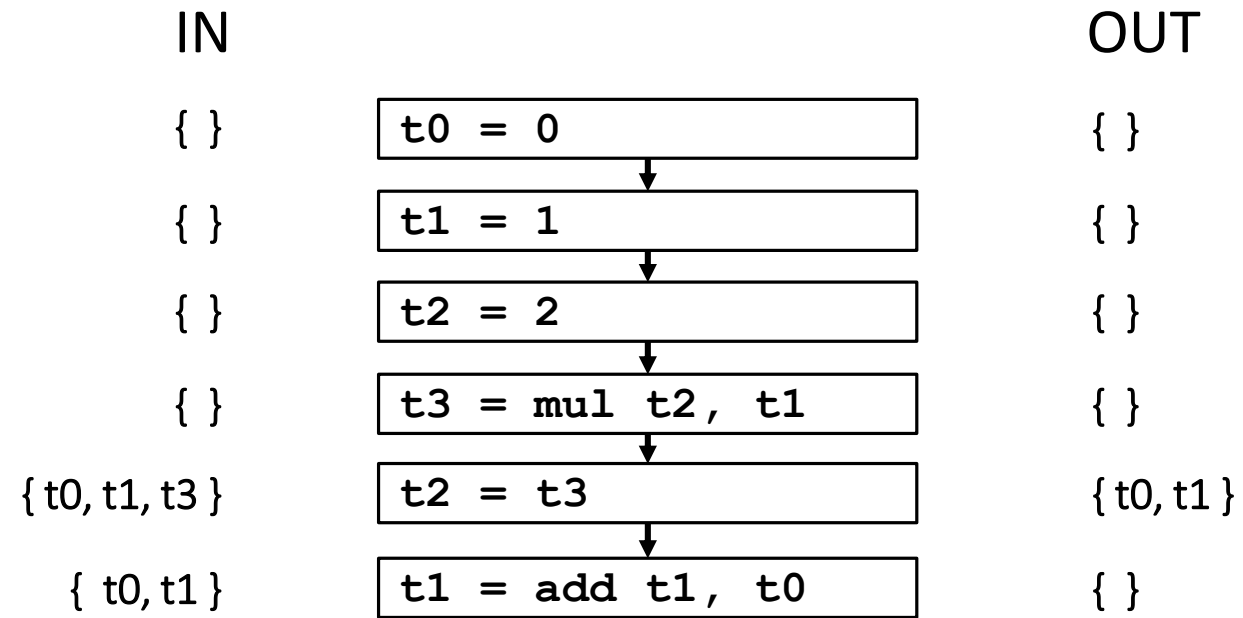 IN OUT
{ } t0 = 0 { }
{ } t1 = 1 { }
{ } t2 = 2 { }
{ } t3 = mul t2, t1 { }
{ t0, t1, t3 } t2 = t3 { t0, t1 }
{ t0, t1 } t1 = add t1, t0 { }